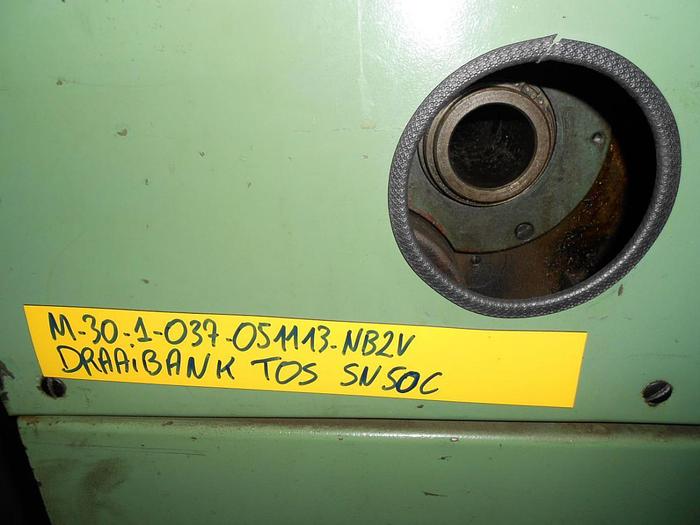 M-30-1-037-051113-NB2V
DRAAiBANK TOS SN50C